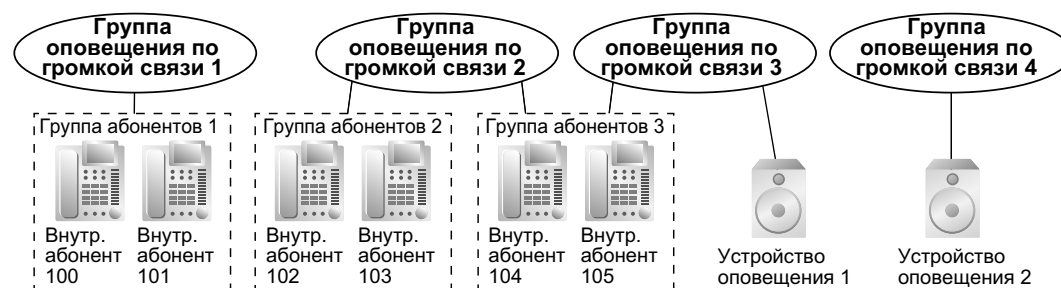 Группа
оповещения по
громкой связи 1
Группа
оповещения по
громкой связи 2
Группа
оповещения по
громкой связи 3
Группа
оповещения по
громкой связи 4
Группа абонентов 1
Группа абонентов 2
Группа абонентов 3
Внутр.
абонент
100
Внутр.
абонент
101
Внутр.
абонент
102
Внутр.
абонент
103
Внутр.
абонент
104
Внутр.
абонент
105
Устройство
оповещения 1
Устройство
оповещения 2